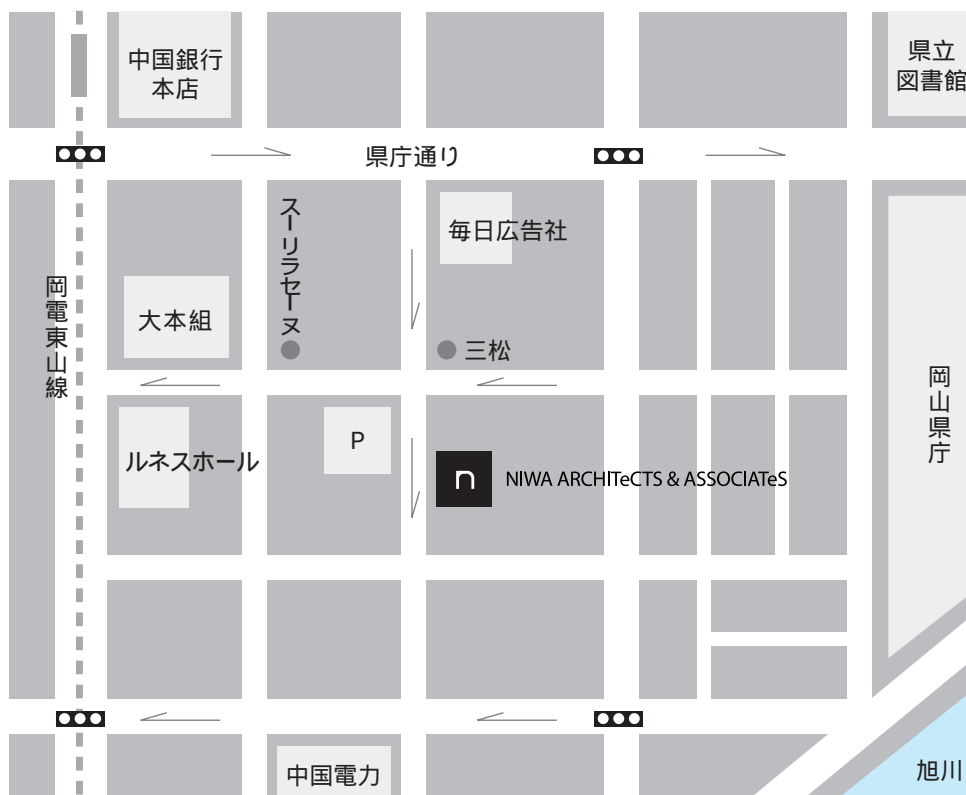 中国銀行
本店
県立
図書館
県庁通り
スーリラセーヌ
毎日広告社
大本組
三松
岡電東山線
岡山県庁
ルネスホール
P
n
NIWA ARCHITeCTS & ASSOCIATeS
中国電力
旭川